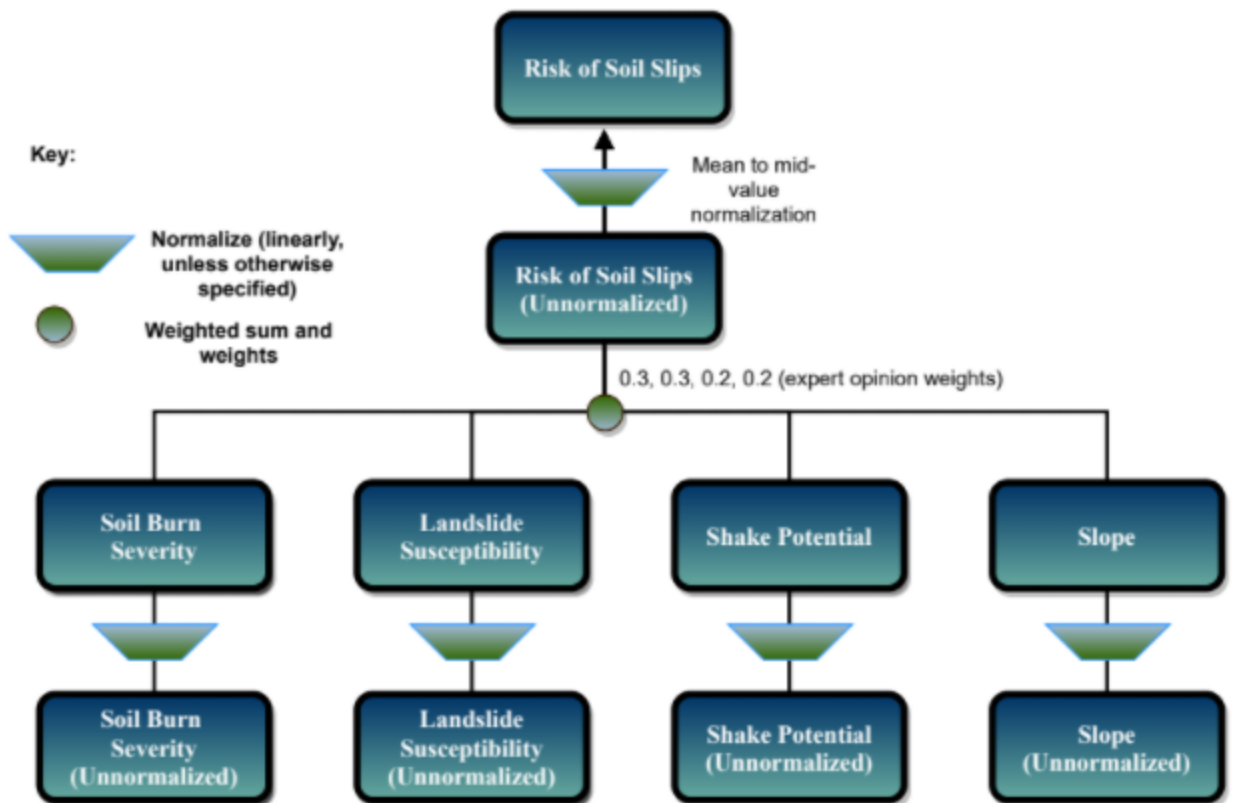 Risk of Soil Slips
Key:
Mean to mid-
value
normalization
Normalize (linearly,
unless otherwise
specified)
Risk of Soil Slips
(Unnormalized)
Weighted sum and
weights
0.3, 0.3, 0.2, 0.2 (expert opinion weights)
Soil Burn
Severity
Landslide
Susceptibility
Shake Potential
Slope
Soil Burn
Severity
(Unnormalized)
Landslide
Susceptibility
(Unnormalized)
Shake Potential
(Unnormalized)
Slope
(Unnormalized)